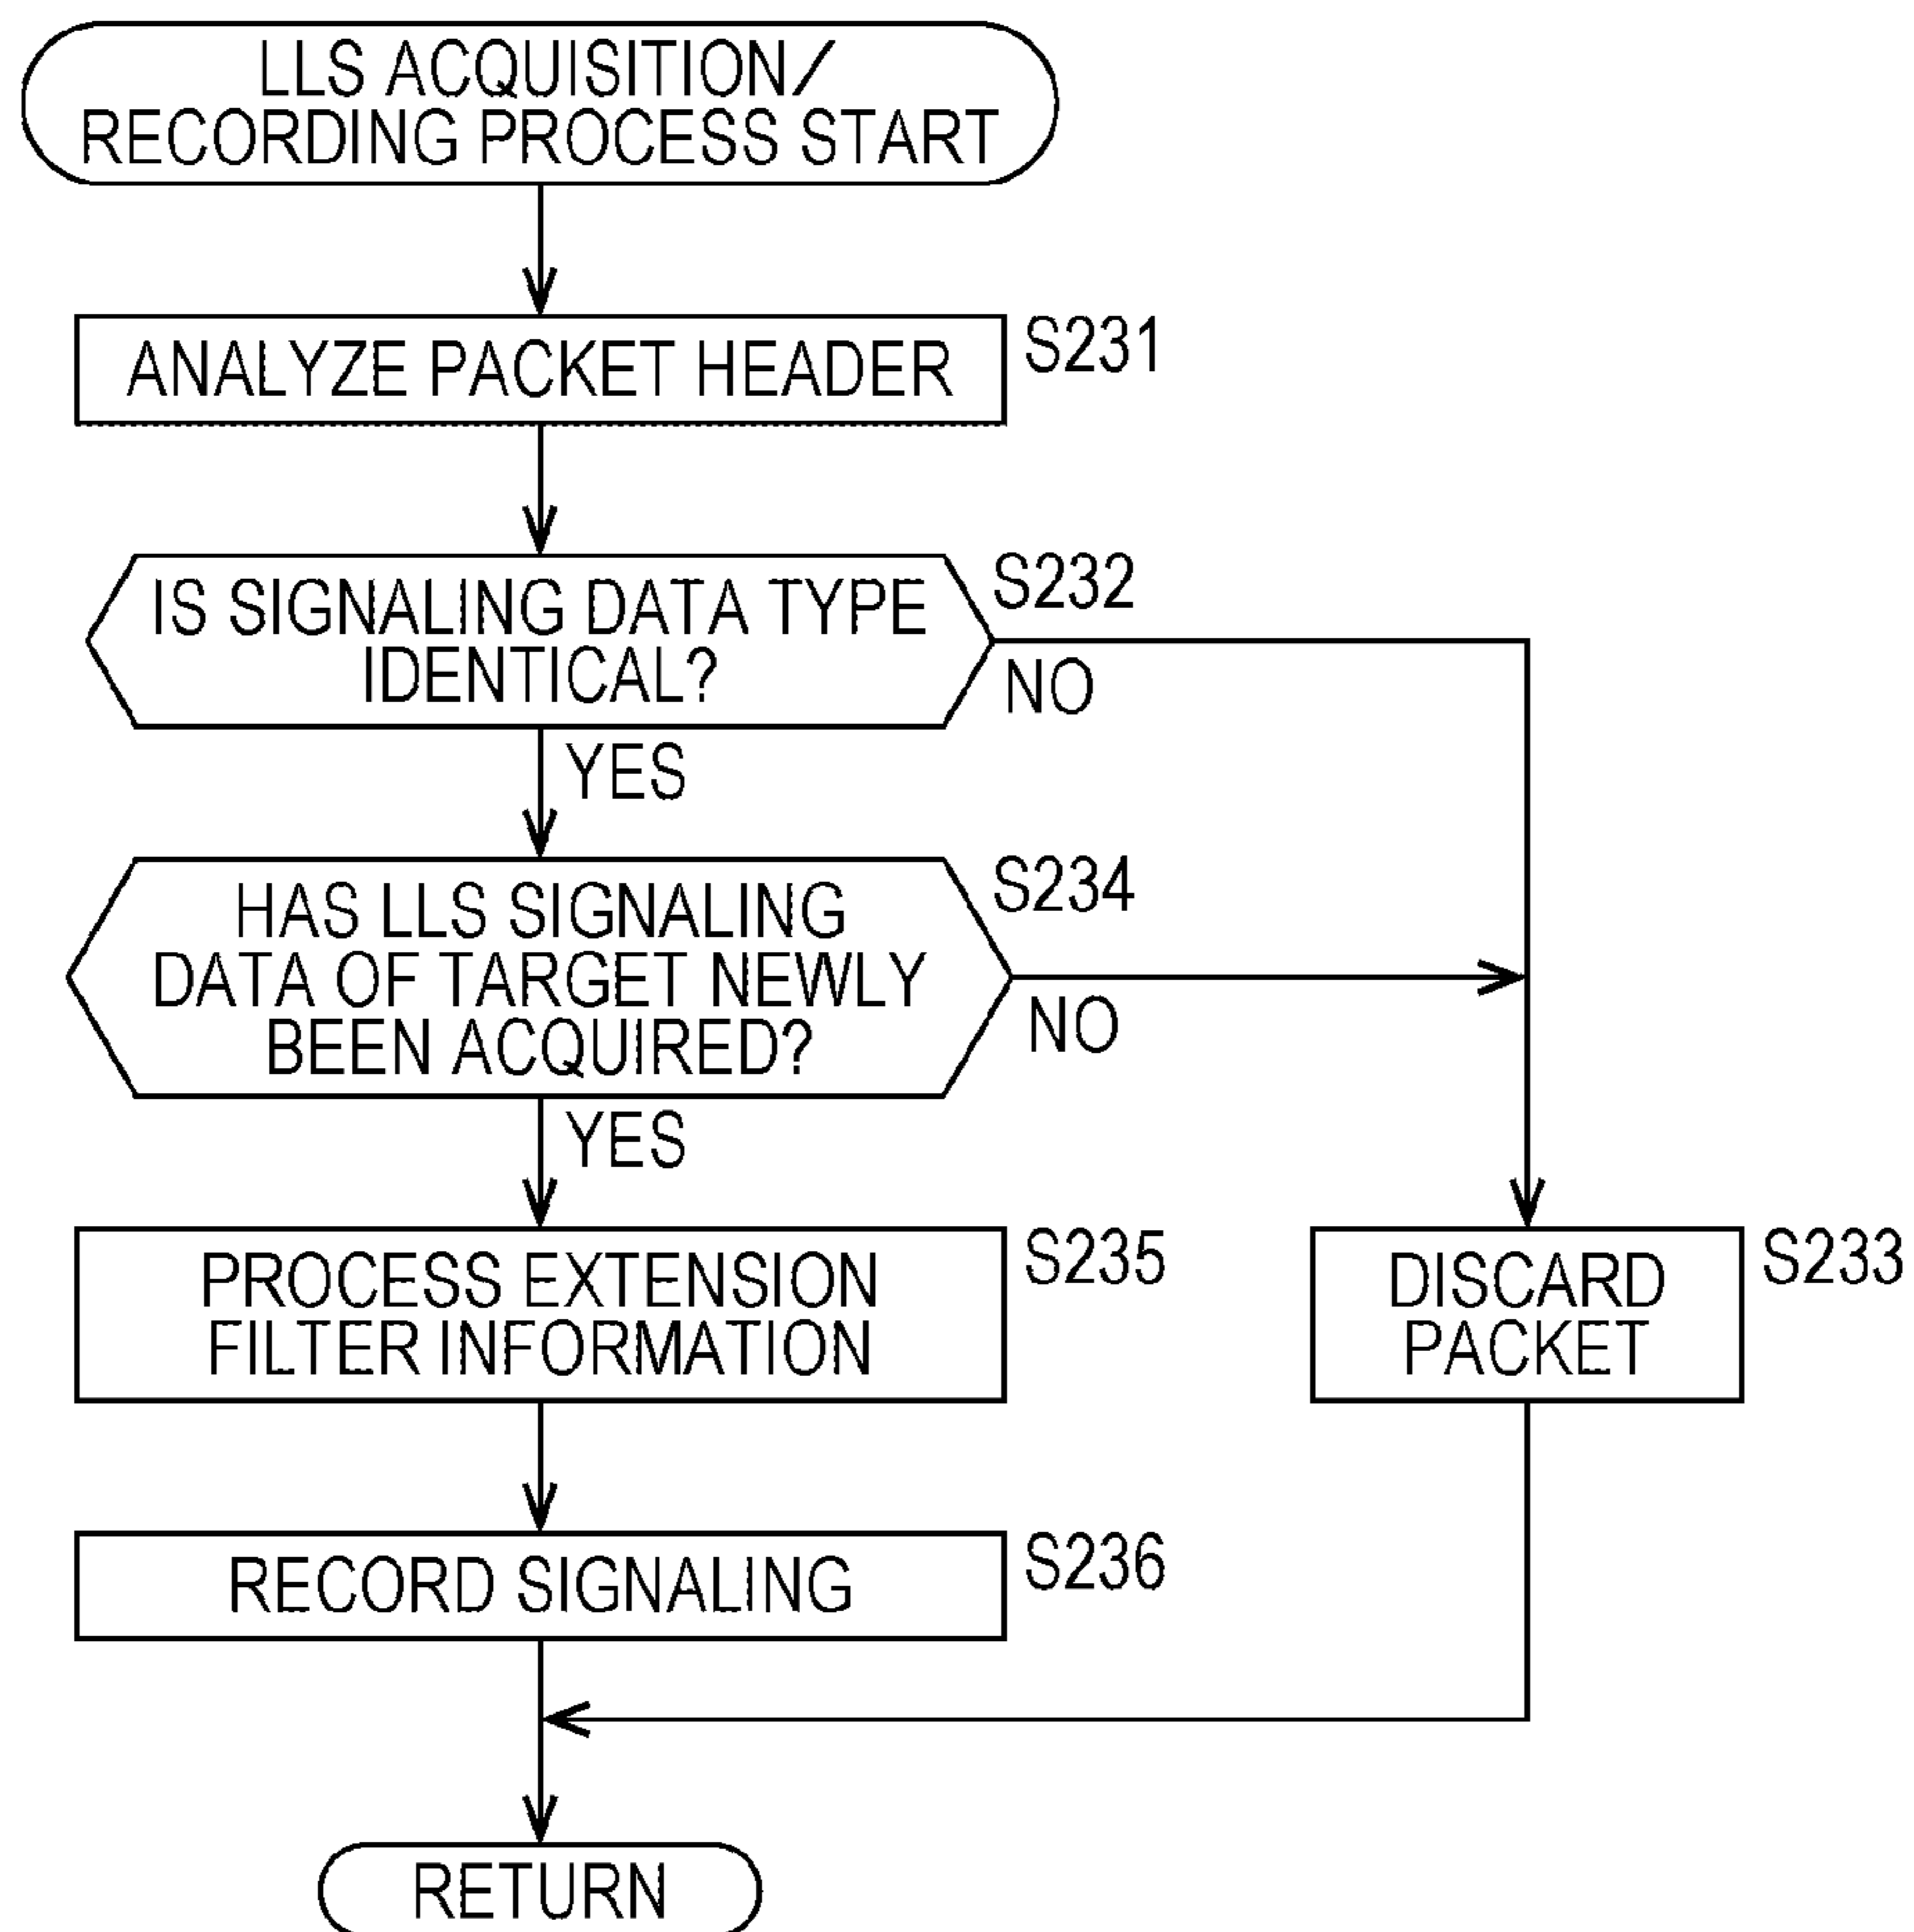 LLS ACQUISITION/
RECORDING PROCESS START
ANALYZE PACKET HEADER
S231
IS SIGNALING DATA TYPE
IDENTICAL?
S232
NO
YES
HAS LLS SIGNALING
DATA OF TARGET NEWLY
BEEN ACQUIRED?
S234
NO
YES
PROCESS EXTENSION
FILTER INFORMATION
S235
DISCARD
PACKET
S233
RECORD SIGNALING
S236
RETURN